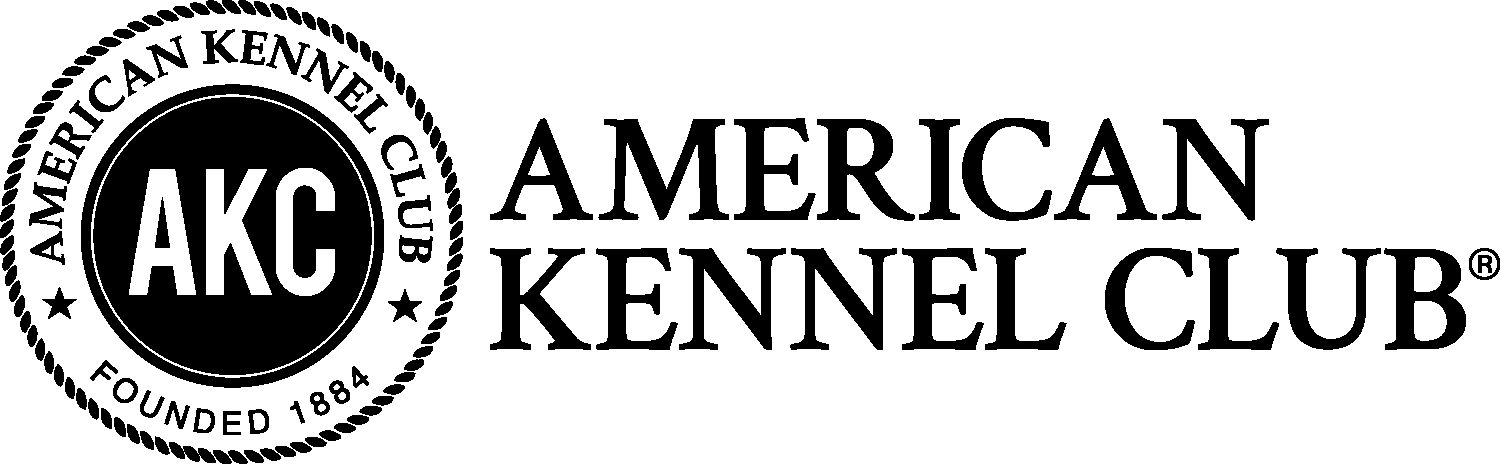 AMERICAN KENNEL CLUB
AKC
★ ★
FOUNDED 1884
AMERICAN
KENNEL CLUB®